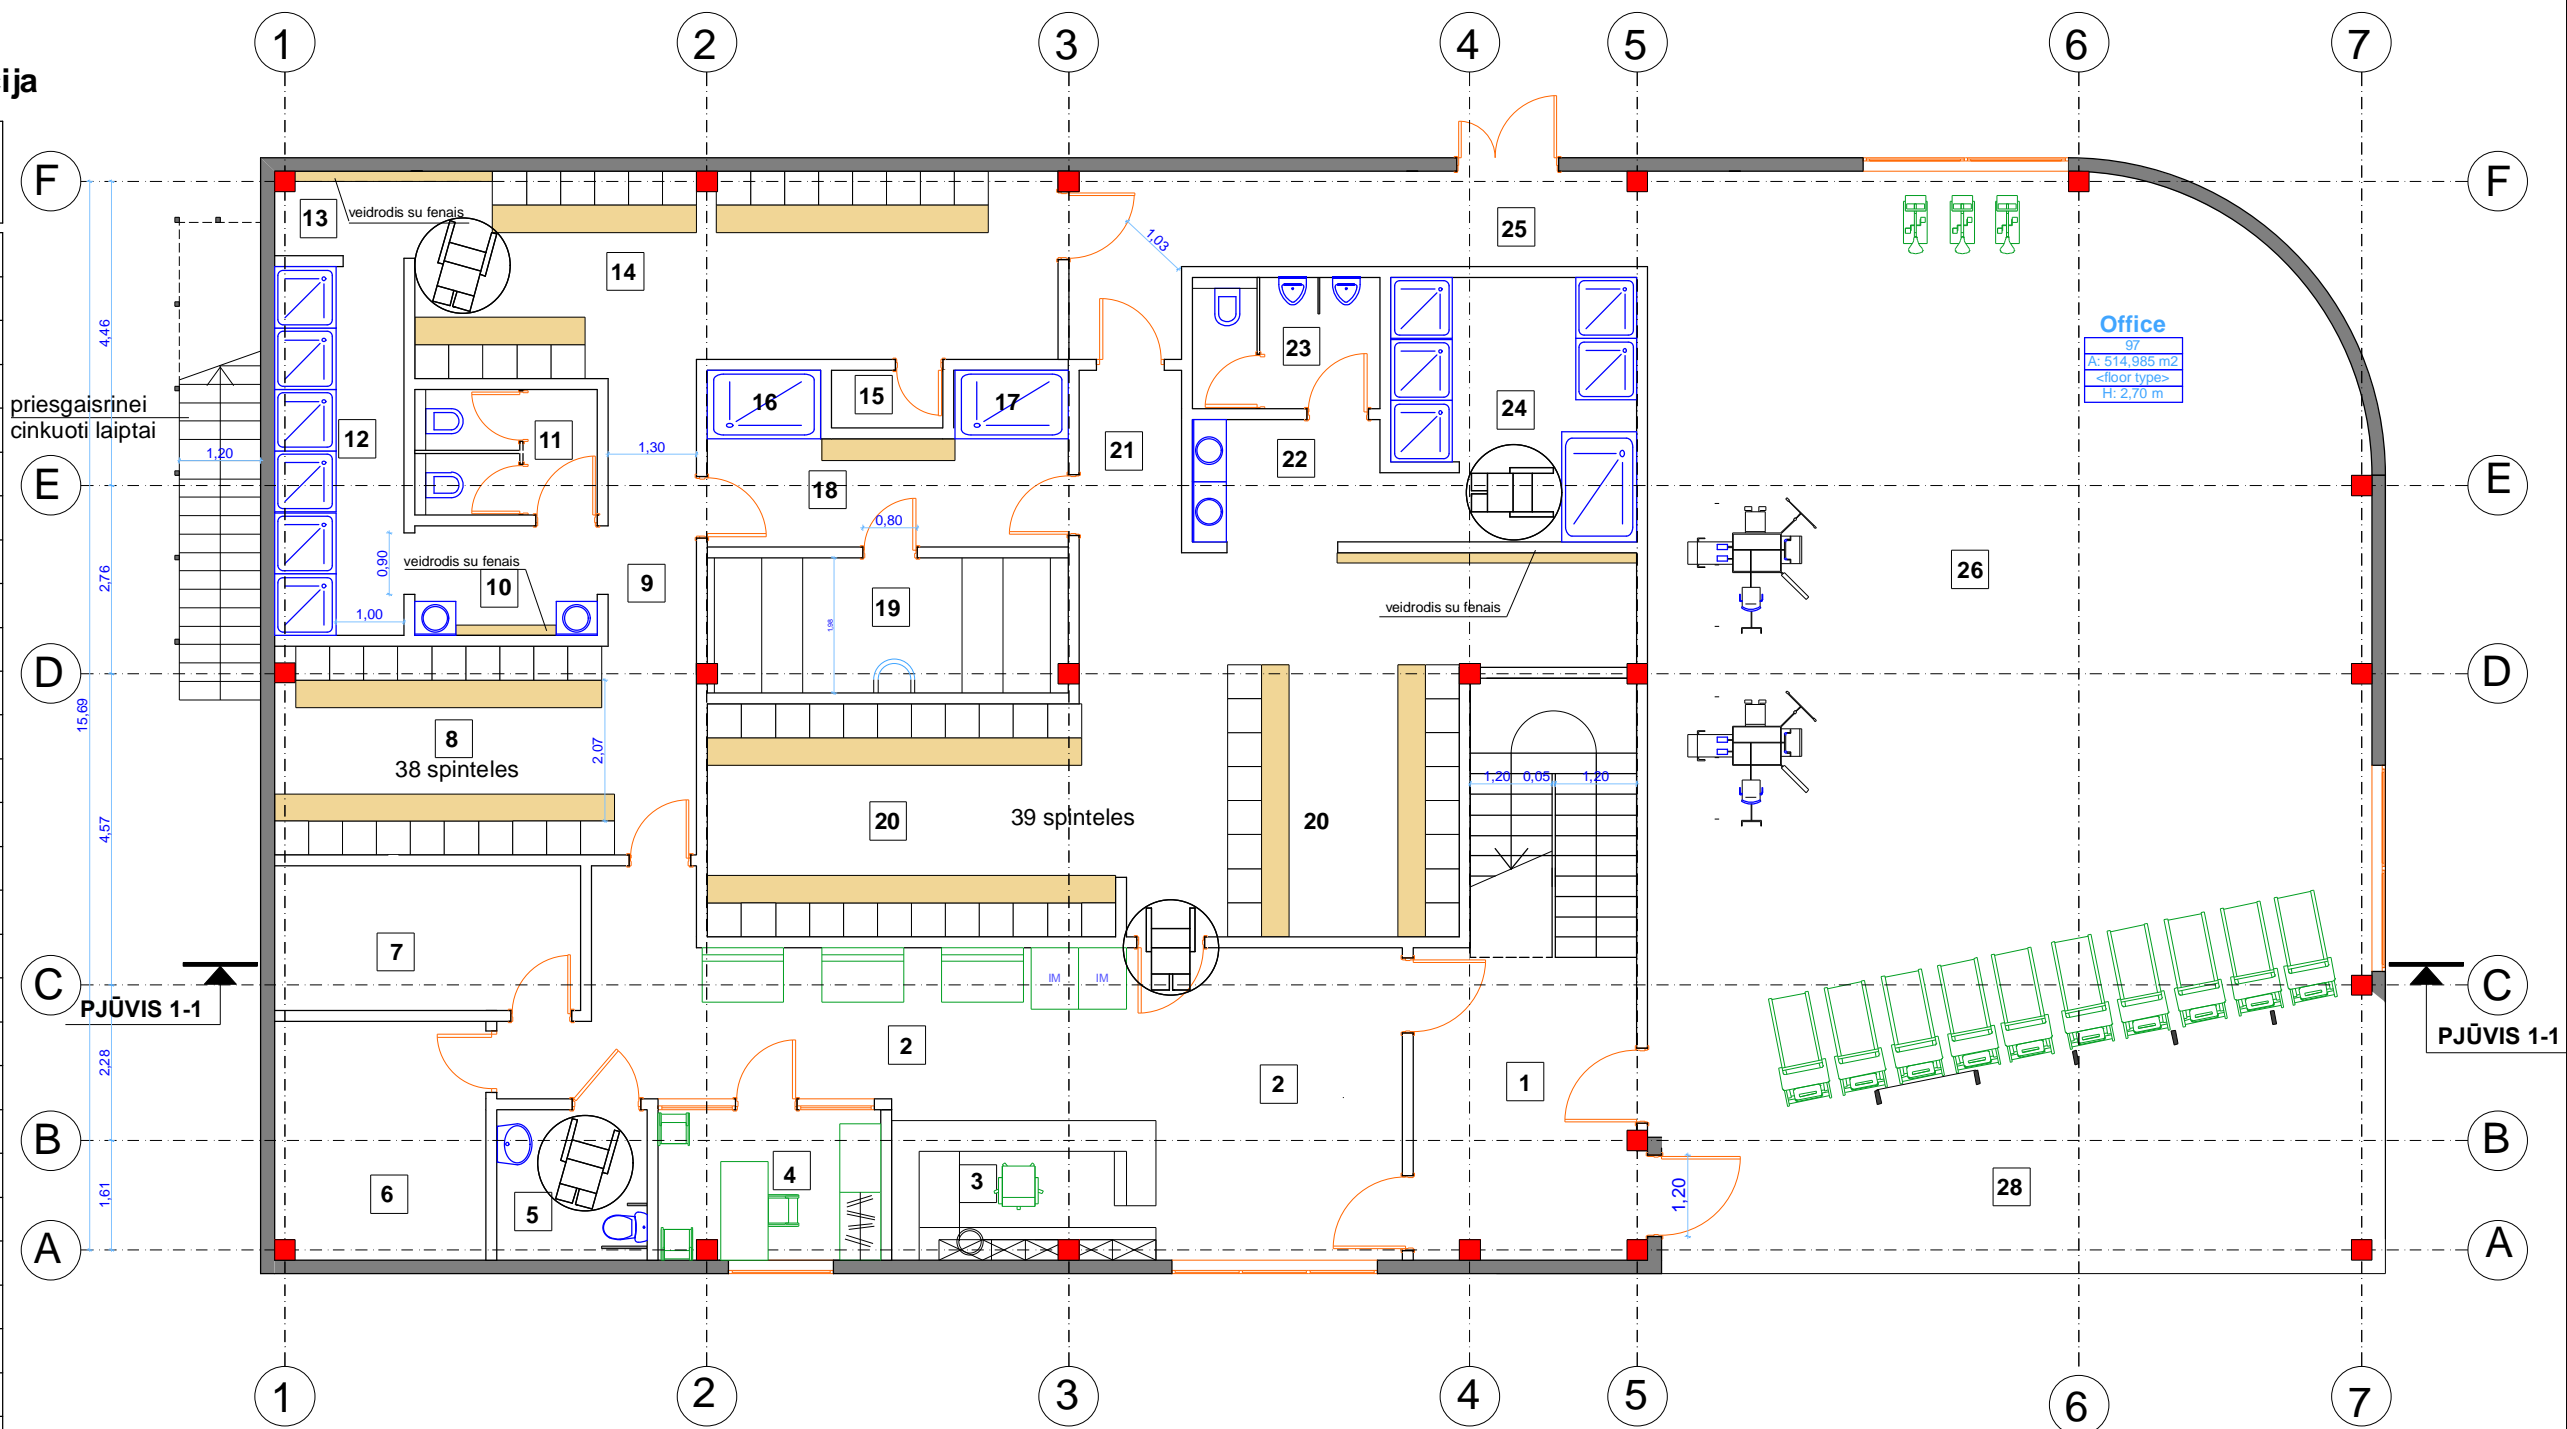 1
2
3
4
5
6
7
ija
F
F
13
veidrodis su fenais
14
1,03
25
4,46
Office
97
A: 514,985 m2
<floor type>
H: 2,70 m
23
16
15
17
24
priesgaisrinei
cinkuoti laiptai
12
11
21
22
1,20
1,30
E
E
18
0,80
0,90
veidrodis su fenais
10
9
26
2,76
1,00
19
1,98
veidrodis su fenais
D
D
15,69
8
38 spinteles
2,07
1,20
0,05
1,20
4,57
20
39 spinteles
20
7
C
IM
IM
C
PJŪVIS 1-1
PJŪVIS 1-1
2
2,28
2
1
B
B
4
3
6
5
1,61
1,20
28
A
A
1
2
3
4
5
6
7